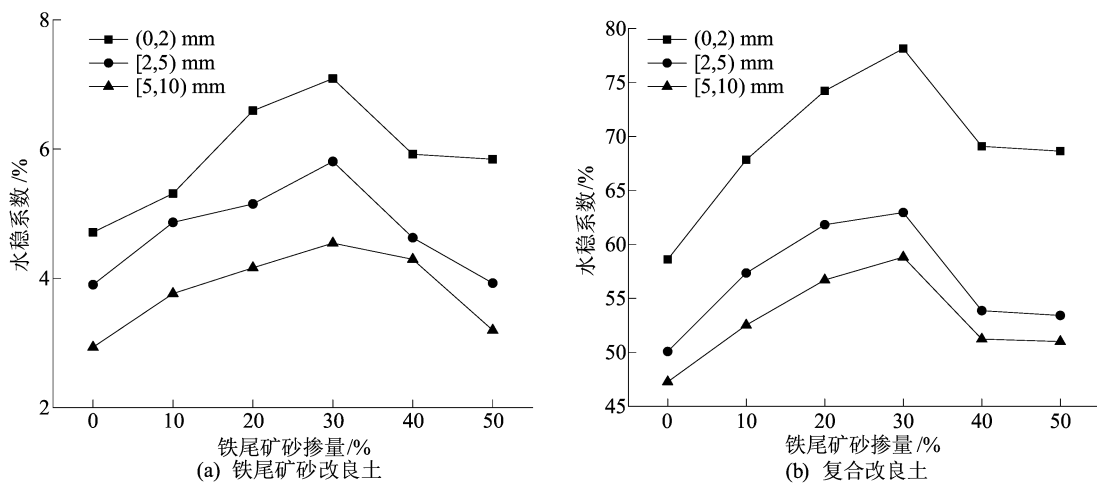 8
6
4
2
水稳系数/%
(0,2) mm
[2,5) mm
[5,10) mm
0 10 20 30 40 50
铁尾矿砂掺量/%
(a) 铁尾矿砂改良土
80
75
70
65
60
55
50
45
水稳系数/%
(0,2) mm
[2,5) mm
[5,10) mm
0 10 20 30 40 50
铁尾矿砂掺量/%
(b) 复合改良土